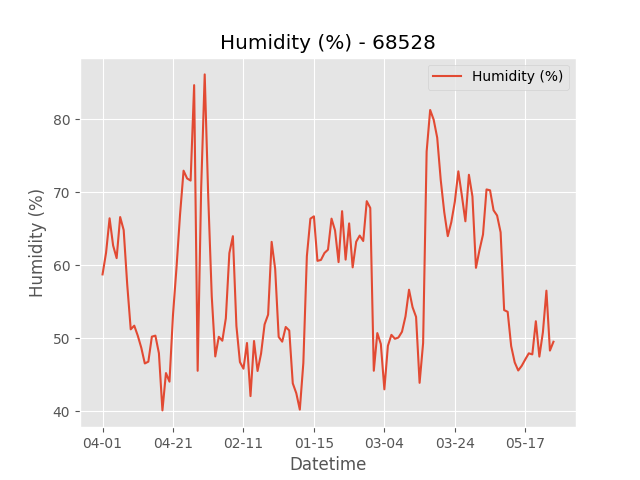 Humidity (%) - 68528
Humidity (%)
80
70
60
50
40
Humidity (%)
04-01 04-21 02-11 01-15 03-04 03-24 05-17
Datetime